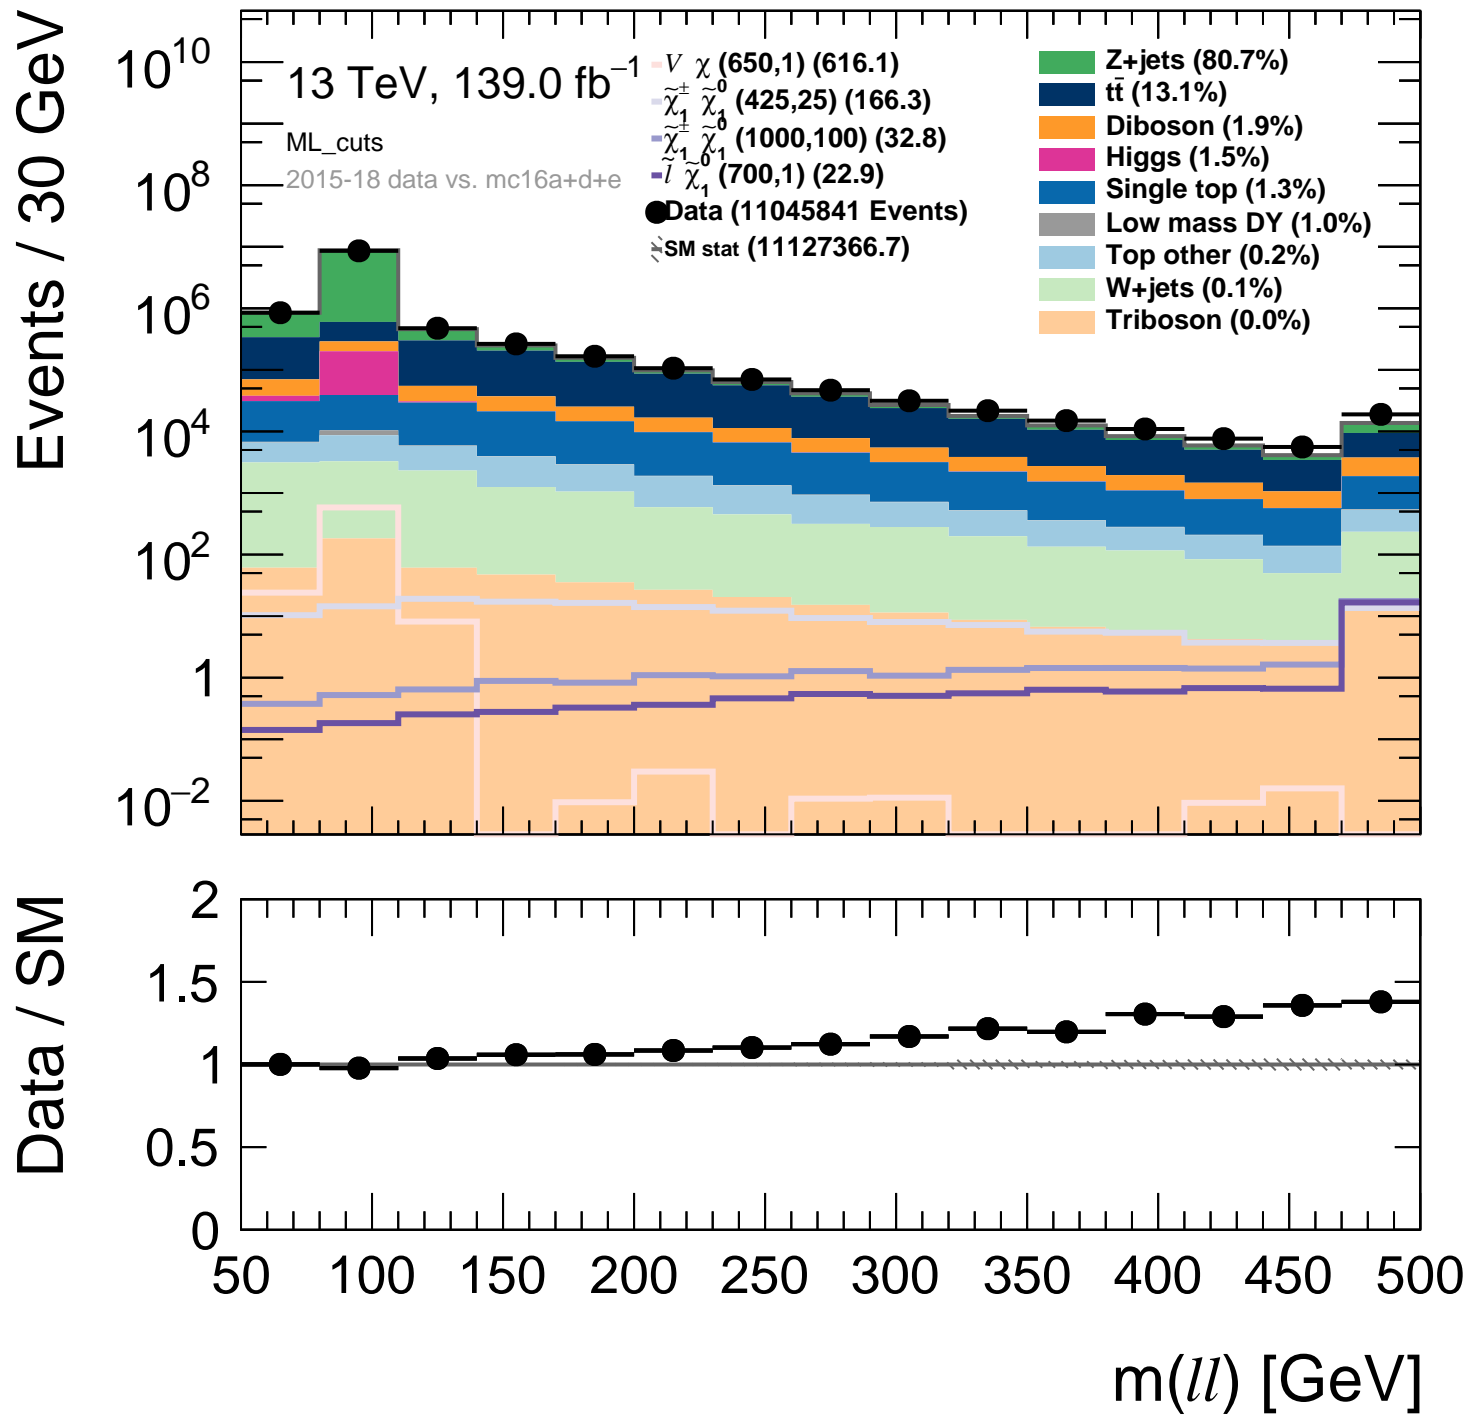 Events / 30 GeV
10¹⁰
10⁸
10⁶
10⁴
10²
1
10⁻²
13 TeV, 139.0 fb⁻¹
ML_cuts
2015-18 data vs. mc16a+d+e
V χ (650,1) (616.1)
χ̃₁± χ̃₁⁰ (425,25) (166.3)
χ̃₁± χ̃₁⁰ (1000,100) (32.8)
l̃ χ̃₁⁰ (700,1) (22.9)
Data (11045841 Events)
SM stat (11127366.7)
Z+jets (80.7%)
tt̄ (13.1%)
Diboson (1.9%)
Higgs (1.5%)
Single top (1.3%)
Low mass DY (1.0%)
Top other (0.2%)
W+jets (0.1%)
Triboson (0.0%)
Data / SM
2
1.5
1
0.5
0
50 100 150 200 250 300 350 400 450 500
m(ll) [GeV]